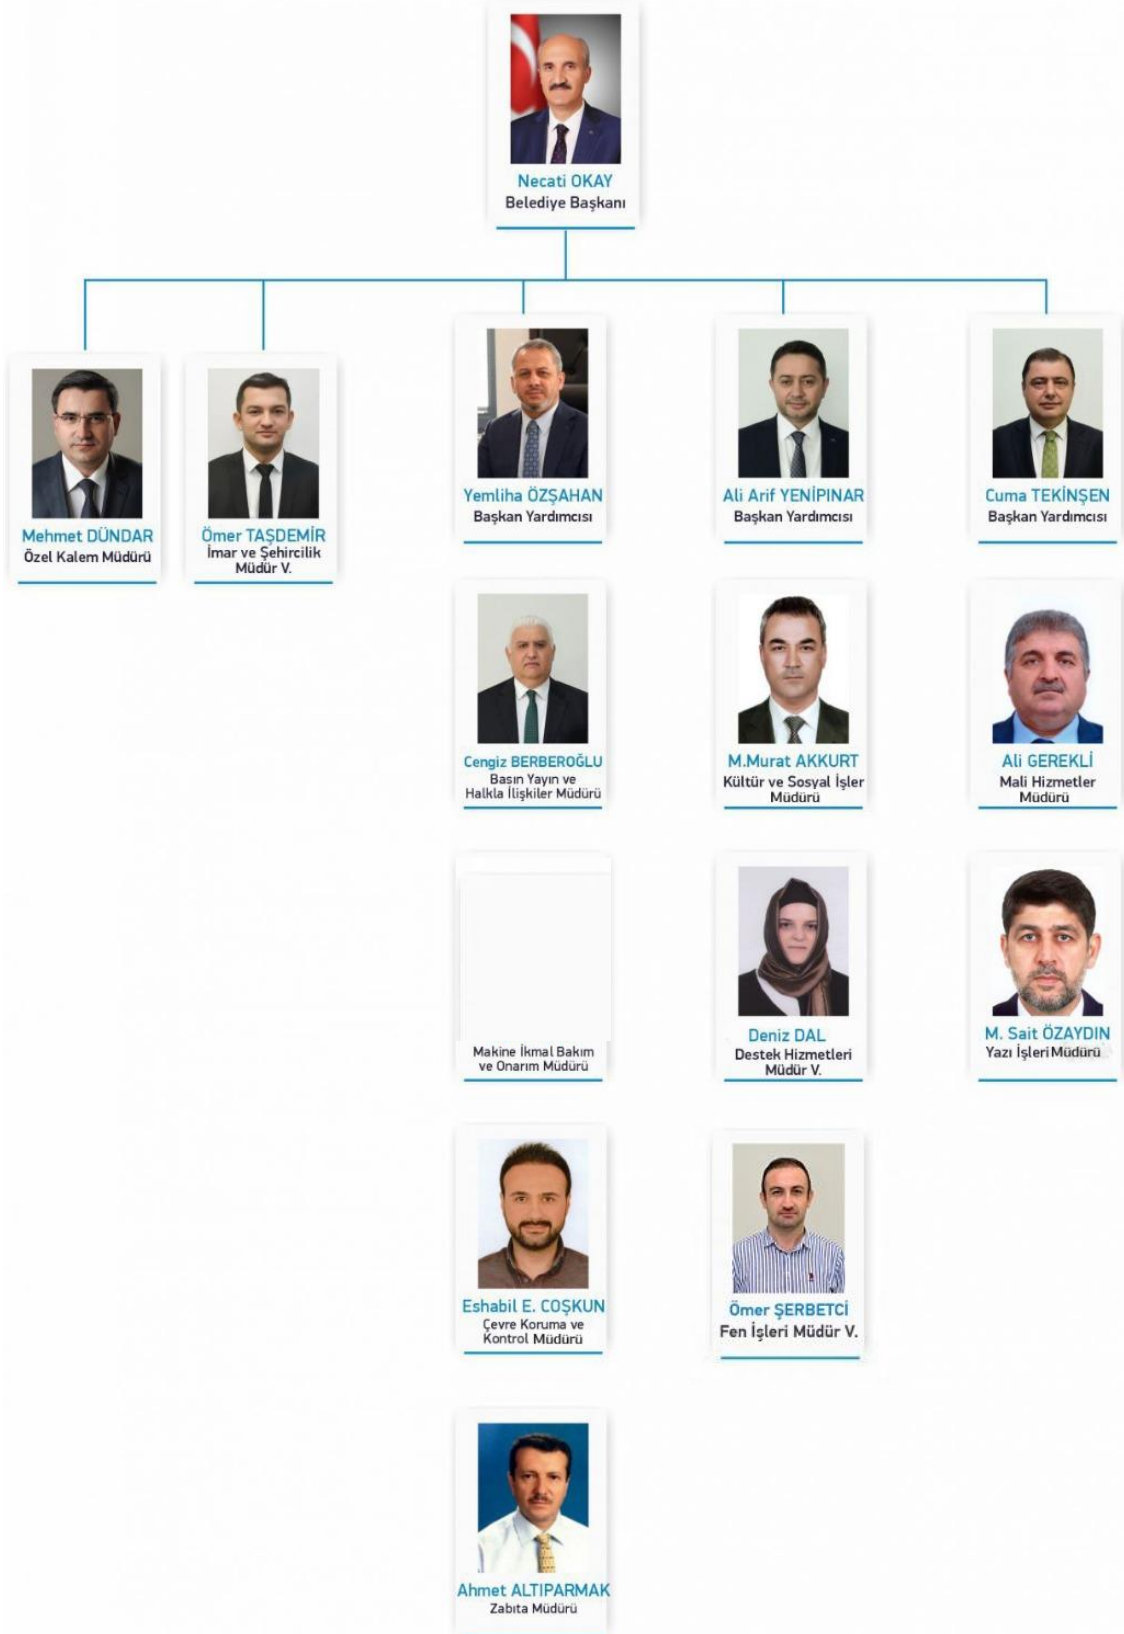 Necati OKAY
Belediye Başkanı
Mehmet DÜNDAR
Özel Kalem Müdürü
Ömer TAŞDEMİR
İmar ve Şehircilik
Müdür V.
Yemliha ÖZŞAHAN
Başkan Yardımcısı
Ali Arif YENİPINAR
Başkan Yardımcısı
Cuma TEKİNŞEN
Başkan Yardımcısı
Cengiz BERBEROĞLU
Basın Yayın ve
Halkla İlişkiler Müdürü
M.Murat AKKURT
Kültür ve Sosyal İşler
Müdürü
Ali GEREKLİ
Mali Hizmetler
Müdürü
Makine İkmal Bakım
ve Onarım Müdürü
Deniz DAL
Destek Hizmetleri
Müdür V.
M. Sait ÖZAYDIN
Yazı İşleri Müdürü
Eshabil E. COŞKUN
Çevre Koruma ve
Kontrol Müdürü
Ömer ŞERBETCİ
Fen İşleri Müdür V.
Ahmet ALTIPARMAK
Zabıta Müdürü